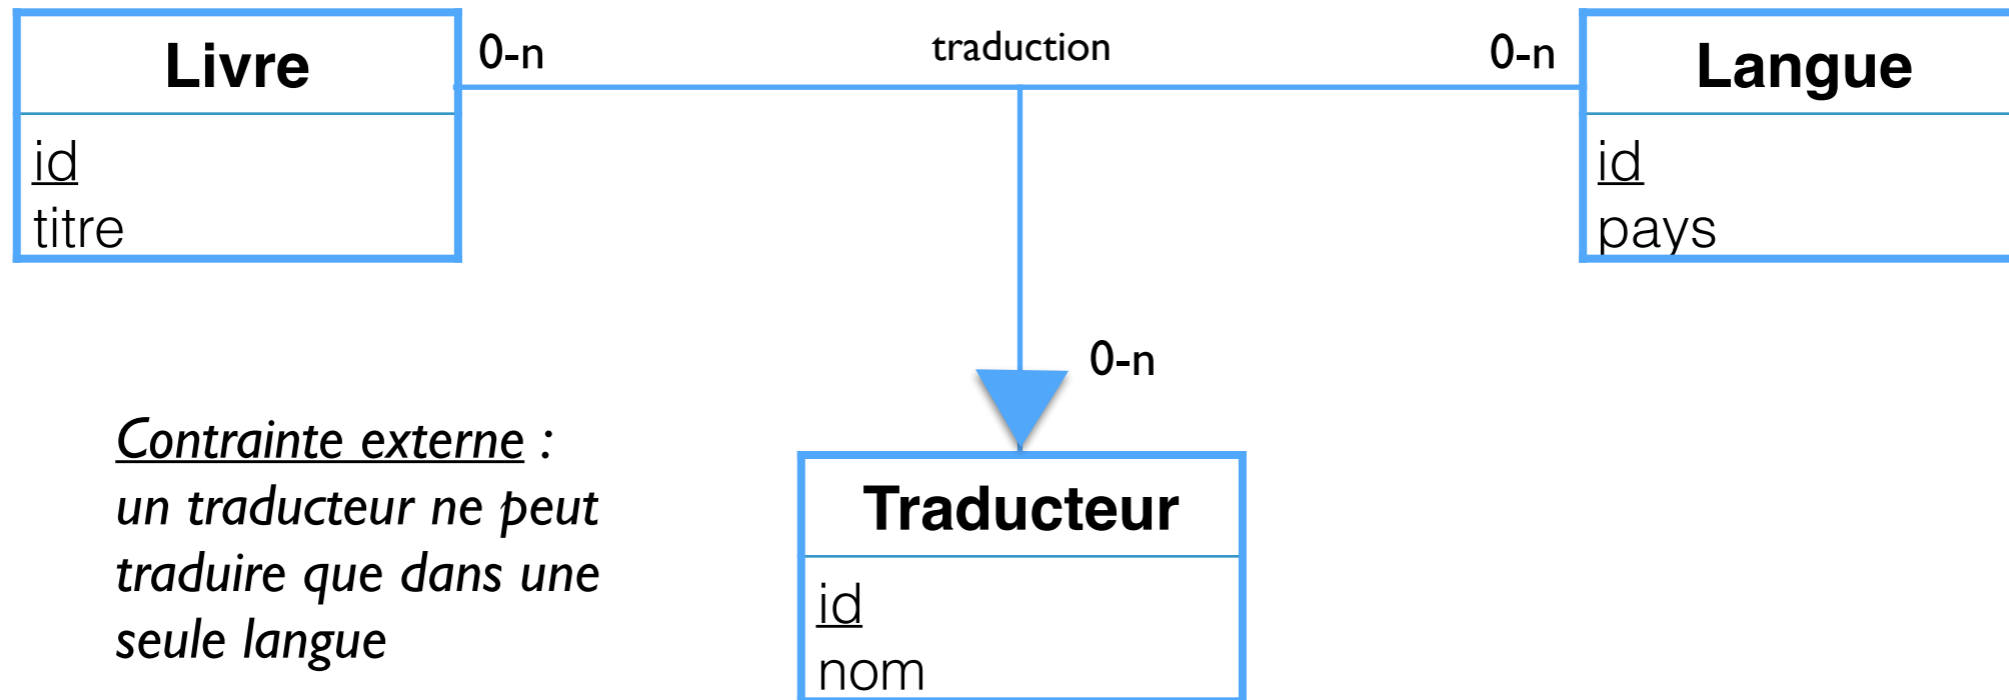 Livre
0-n
traduction
0-n
Langue
id
titre
id
pays
0-n
Contrainte externe :
un traducteur ne peut
traduire que dans une
seule langue
Traducteur
id
nom